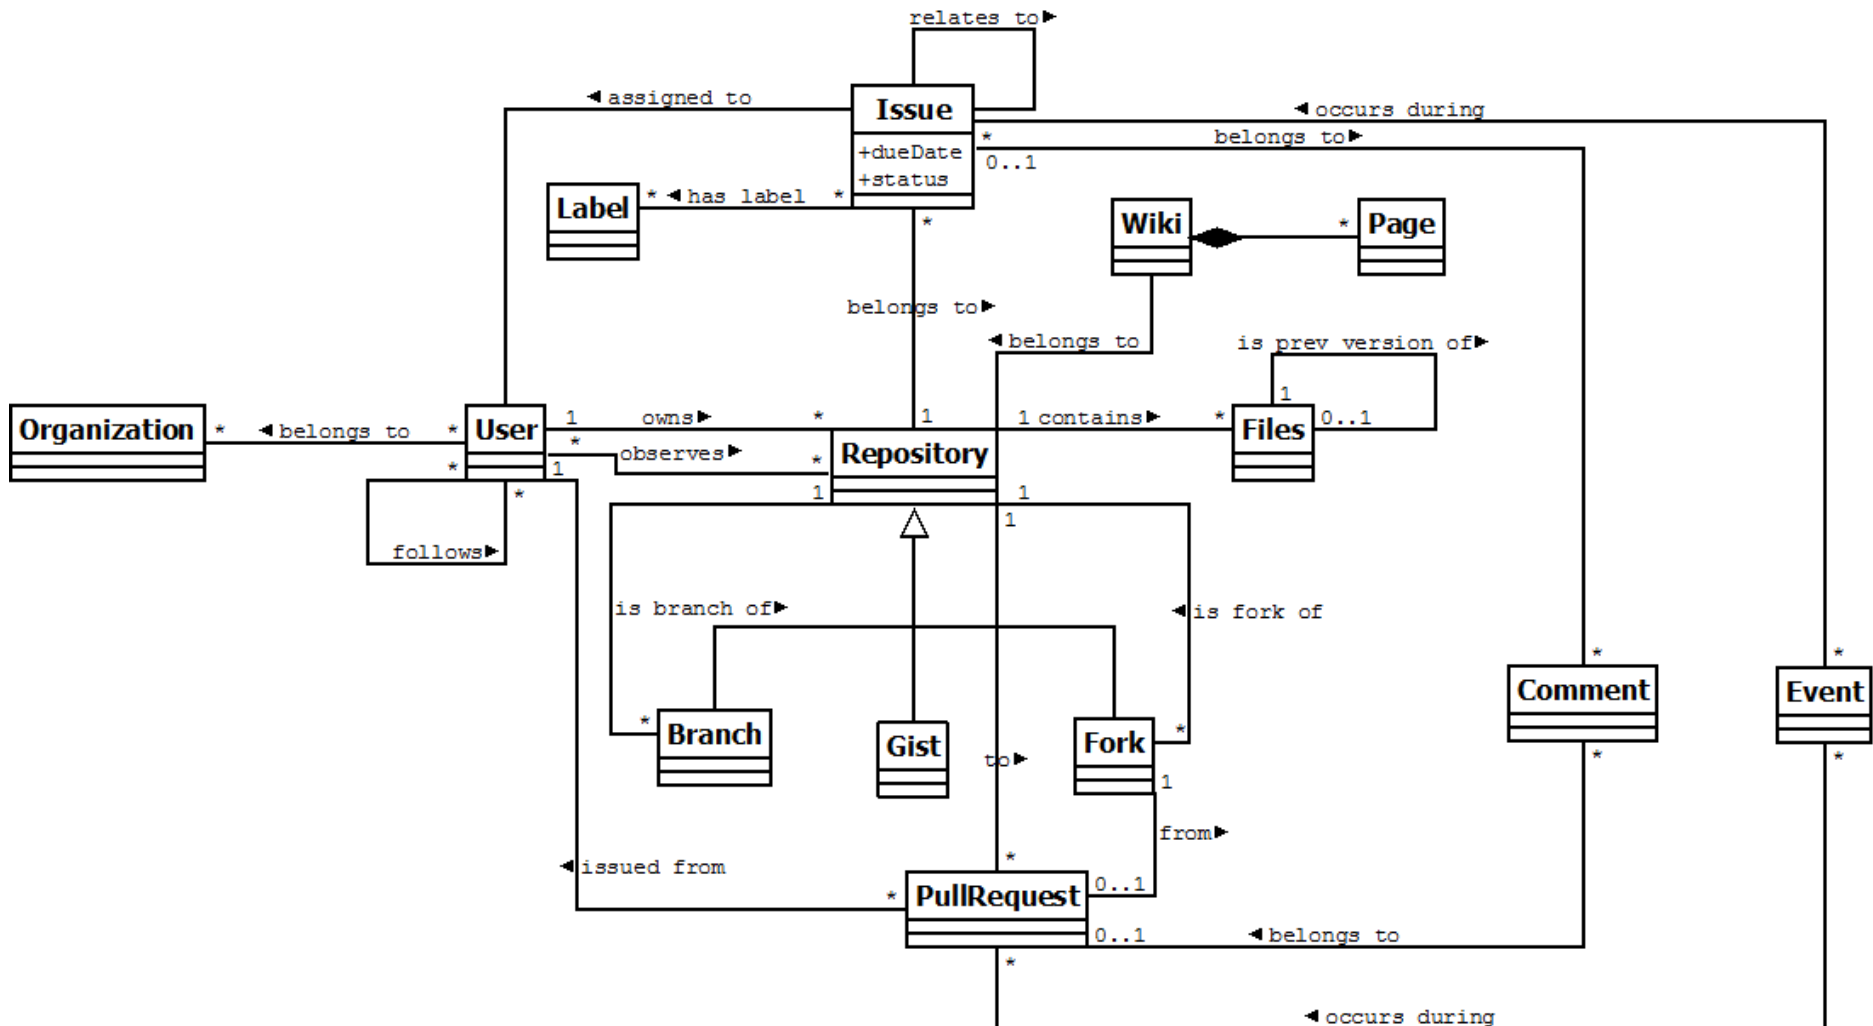 relates to►
◄ assigned to
Issue
◄ occurs during
*
belongs to►
+dueDate
0..1
+status
Label
* ◄ has label *
*
Wiki
*
Page
belongs to►
◄ belongs to
is prev version of►
1
Organization
*
◄ belongs to
*
User
1
owns►
*
1
1 contains►
*
Files
0..1
*
observes►
*
Repository
*
1
*
1
1
1
follows►
is branch of►
◄ is fork of
*
*
Comment
Event
*
Branch
Gist
to►
Fork
*
*
*
1
from►
◄ issued from
*
*
PullRequest
0..1
0..1
◄ belongs to
*
◄ occurs during